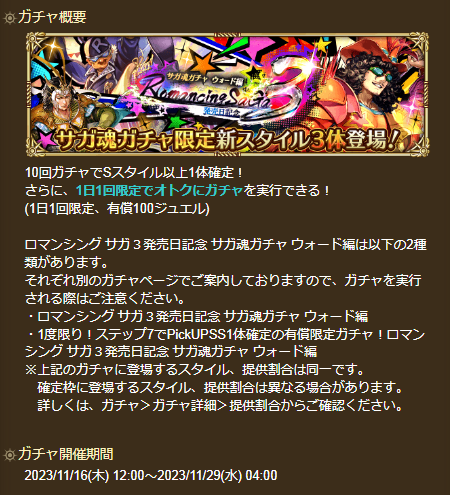 ガチャ概要
サガ魂ガチャ ウォード編
Romancing SaGa 3
発売日記念
サガ魂ガチャ限定新スタイル3体登場!
10回ガチャでSスタイル以上1体確定!
さらに、1日1回限定でオトクにガチャを実行できる!
(1日1回限定、有償100ジュエル)
ロマンシング サガ3発売日記念 サガ魂ガチャ ウォード編は以下の2種
類があります。
それぞれ別のガチャページでご案内しておりますので、ガチャを実行
される際はご注意ください。
・ロマンシング サガ3発売日記念 サガ魂ガチャ ウォード編
・1度限り!ステップ7でPickUPSS1体確定の有償限定ガチャ!ロマン
シング サガ3発売日記念 サガ魂ガチャ ウォード編
※上記のガチャに登場するスタイル、提供割合は同一です。
確定枠に登場するスタイル、提供割合は異なる場合があります。
詳しくは、ガチャ>ガチャ詳細>提供割合からご確認ください。
ガチャ開催期間
2023/11/16(木) 12:00～2023/11/29(水) 04:00